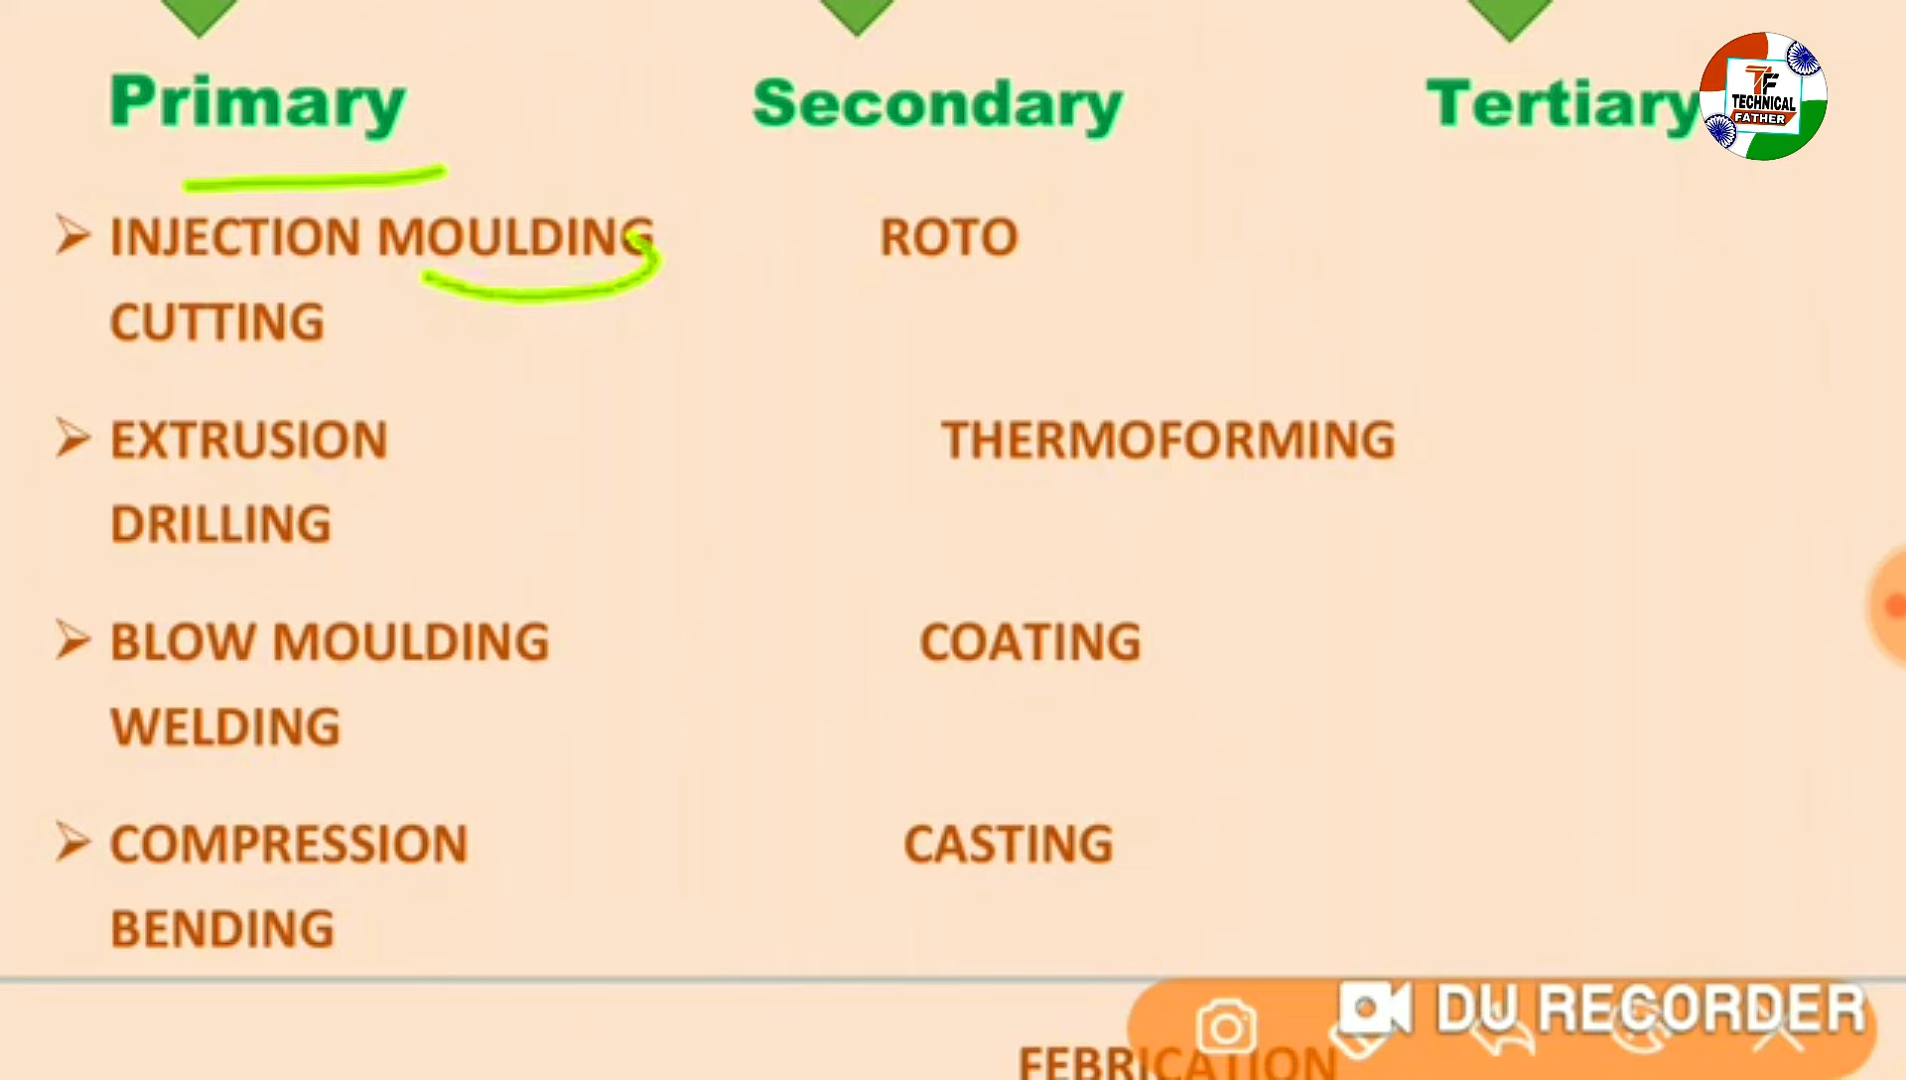 Primary Secondary Tertiary
TF
TECHNICAL
FATHER
INJECTION MOULDING ROTO
CUTTING
EXTRUSION THERMOFORMING
DRILLING
BLOW MOULDING COATING
WELDING
COMPRESSION CASTING
BENDING
DU RECORDER
FEBRICATION